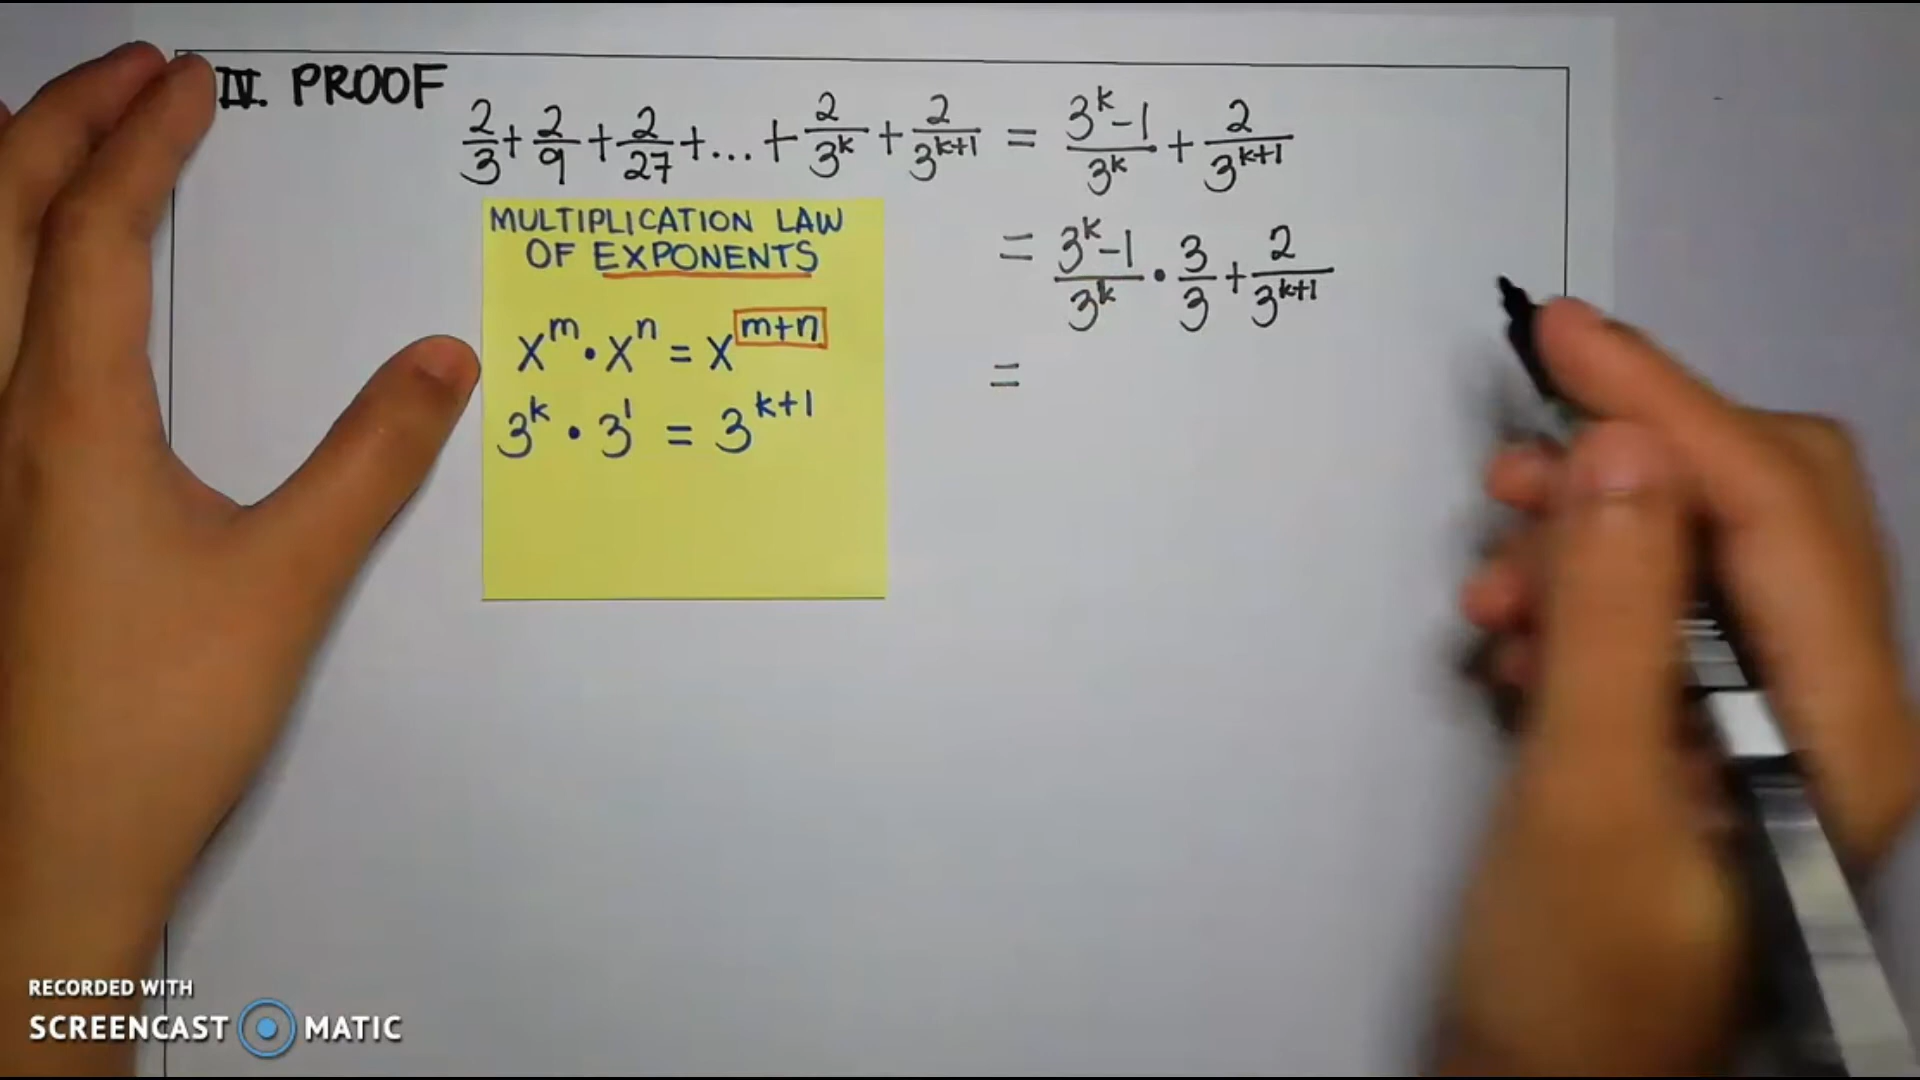 IV. PROOF
2/3 + 2/9 + 2/27 + ... + 2/3^k + 2/3^(k+1) = (3^k - 1)/3^k + 2/3^(k+1)
= (3^k - 1)/3^k • 3/3 + 2/3^(k+1)
=
MULTIPLICATION LAW
OF EXPONENTS
x^m • x^n = x^(m+n)
3^k • 3^1 = 3^(k+1)
RECORDED WITH
SCREENCAST MATIC